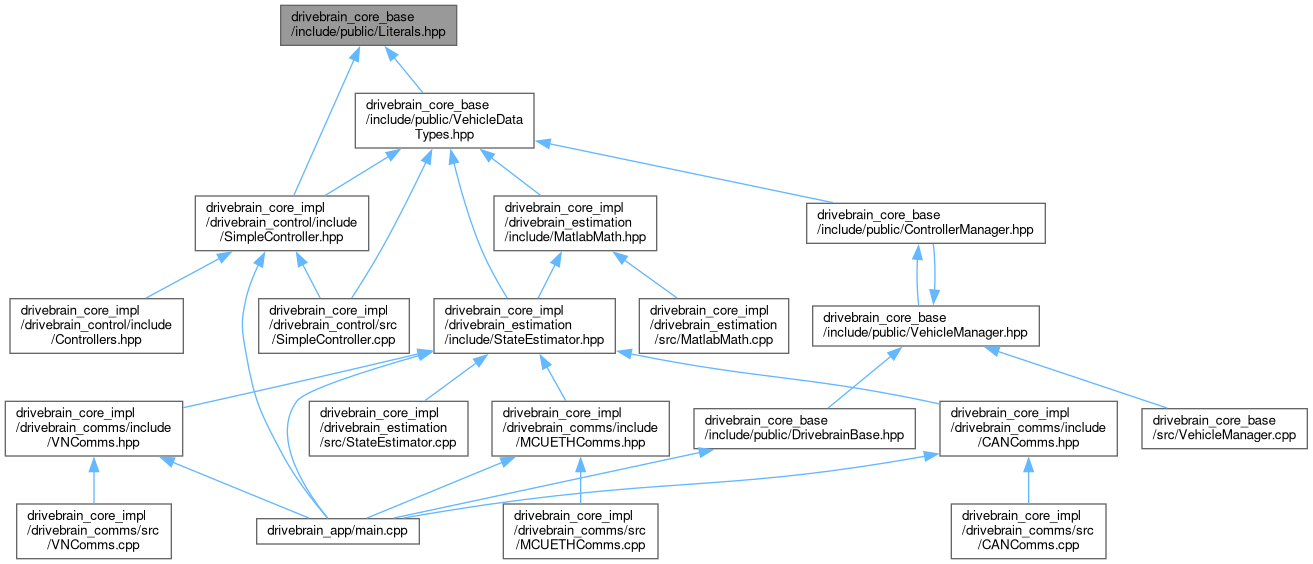 drivebrain_core_base
/include/public/Literals.hpp
drivebrain_core_base
/include/public/VehicleData
Types.hpp
drivebrain_core_impl
/drivebrain_control/include
/SimpleController.hpp
drivebrain_core_impl
/drivebrain_estimation
/include/MatlabMath.hpp
drivebrain_core_base
/include/public/ControllerManager.hpp
drivebrain_core_impl
/drivebrain_control/include
/Controllers.hpp
drivebrain_core_impl
/drivebrain_control/src
/SimpleController.cpp
drivebrain_core_impl
/drivebrain_estimation
/include/StateEstimator.hpp
drivebrain_core_impl
/drivebrain_estimation
/src/MatlabMath.cpp
drivebrain_core_base
/include/public/VehicleManager.hpp
drivebrain_core_impl
/drivebrain_comms/include
/VNComms.hpp
drivebrain_core_impl
/drivebrain_estimation
/src/StateEstimator.cpp
drivebrain_core_impl
/drivebrain_comms/include
/MCUETHComms.hpp
drivebrain_core_base
/include/public/DrivebrainBase.hpp
drivebrain_core_impl
/drivebrain_comms/include
/CANComms.hpp
drivebrain_core_base
/src/VehicleManager.cpp
drivebrain_core_impl
/drivebrain_comms/src
/VNComms.cpp
drivebrain_app/main.cpp
drivebrain_core_impl
/drivebrain_comms/src
/MCUETHComms.cpp
drivebrain_core_impl
/drivebrain_comms/src
/CANComms.cpp